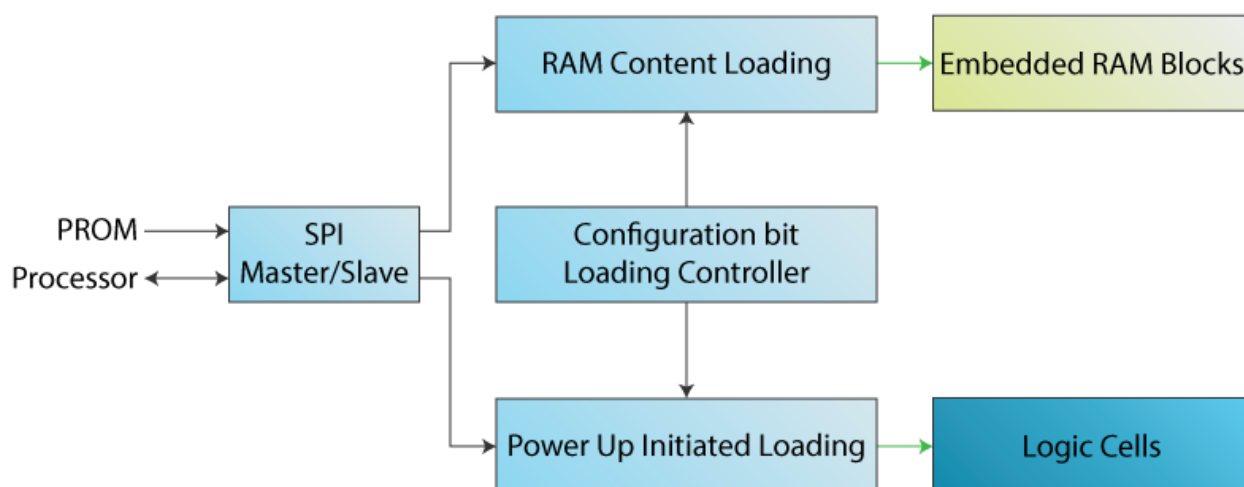 RAM Content Loading
Embedded RAM Blocks
PROM
Processor
SPI
Master/Slave
Configuration bit
Loading Controller
Power Up Initiated Loading
Logic Cells